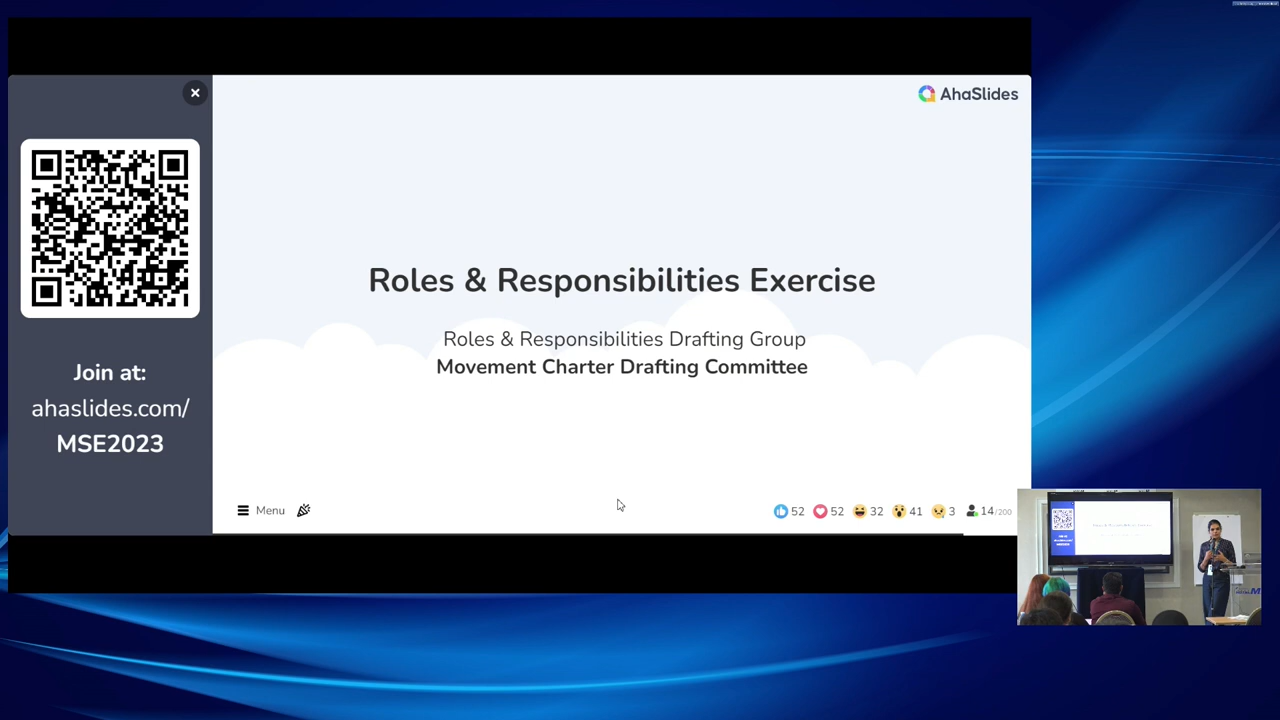 AhaSlides
Join at:
ahaslides.com/
MSE2023
Roles & Responsibilities Exercise
Roles & Responsibilities Drafting Group
Movement Charter Drafting Committee
Menu
52 52 32 41 3 14/200